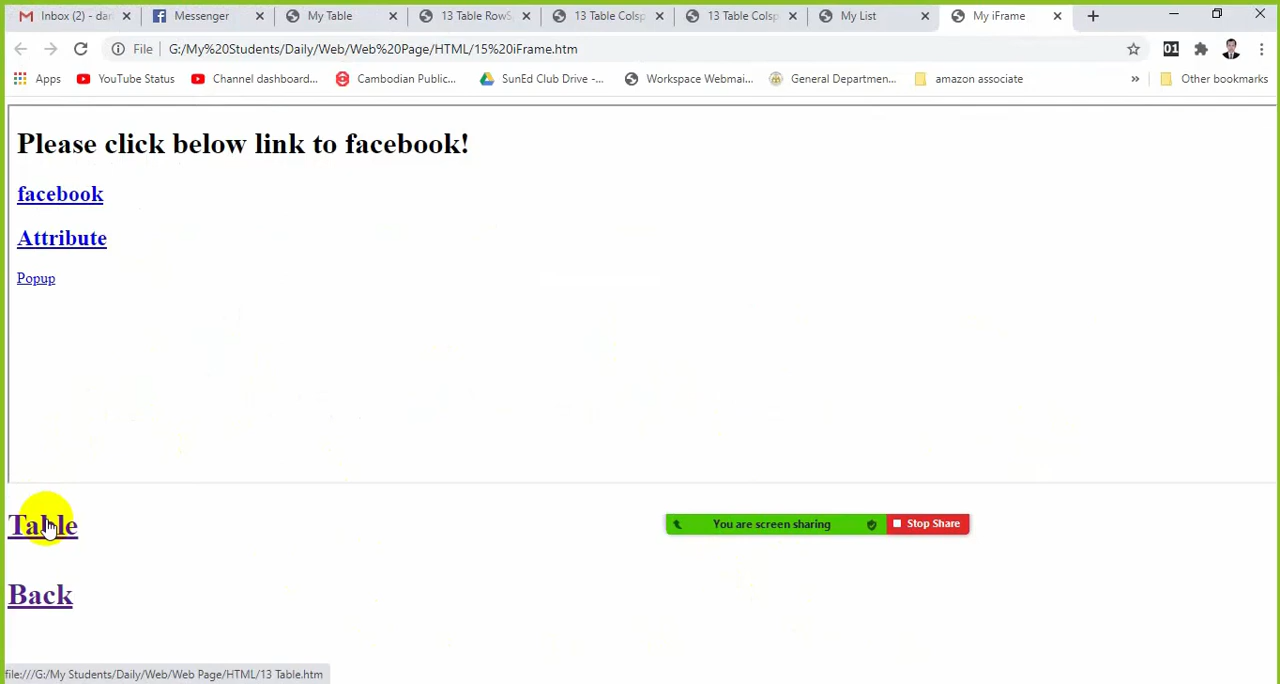 Inbox (2) - dan
Messenger
My Table
13 Table RowS
13 Table Colsp
13 Table Colsp
My List
My iFrame
File
G:/My%20Students/Daily/Web/Web%20Page/HTML/15%20iFrame.htm
01
Apps
YouTube Status
Channel dashboard...
Cambodian Public...
SunEd Club Drive -...
Workspace Webmai...
General Departmen...
amazon associate
»
Other bookmarks
Please click below link to facebook!
facebook
Attribute
Popup
Table
You are screen sharing
Stop Share
Back
file:///G:/My Students/Daily/Web/Web Page/HTML/13 Table.htm